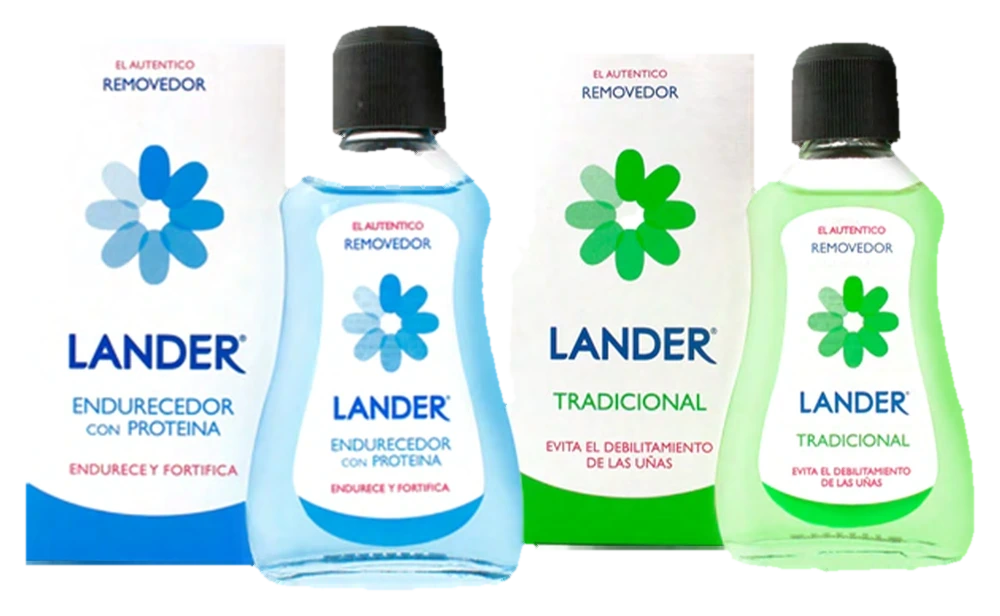 EL AUTENTICO
REMOVEDOR
LANDER®
ENDURECEDOR
CON PROTEINA
ENDURECE Y FORTIFICA
EL AUTENTICO
REMOVEDOR
LANDER®
ENDURECEDOR
CON PROTEINA
ENDURECE Y FORTIFICA
EL AUTENTICO
REMOVEDOR
LANDER®
TRADICIONAL
EVITA EL DEBILITAMIENTO
DE LAS UÑAS
EL AUTENTICO
REMOVEDOR
LANDER®
TRADICIONAL
EVITA EL DEBILITAMIENTO
DE LAS UÑAS